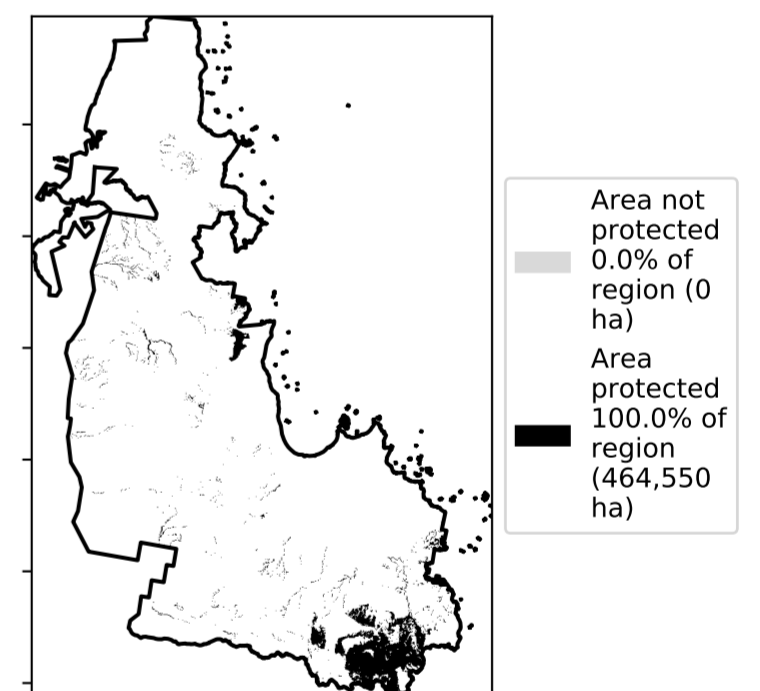 Area not
protected
0.0% of
region (0
ha)
Area
protected
100.0% of
region
(464,550
ha)